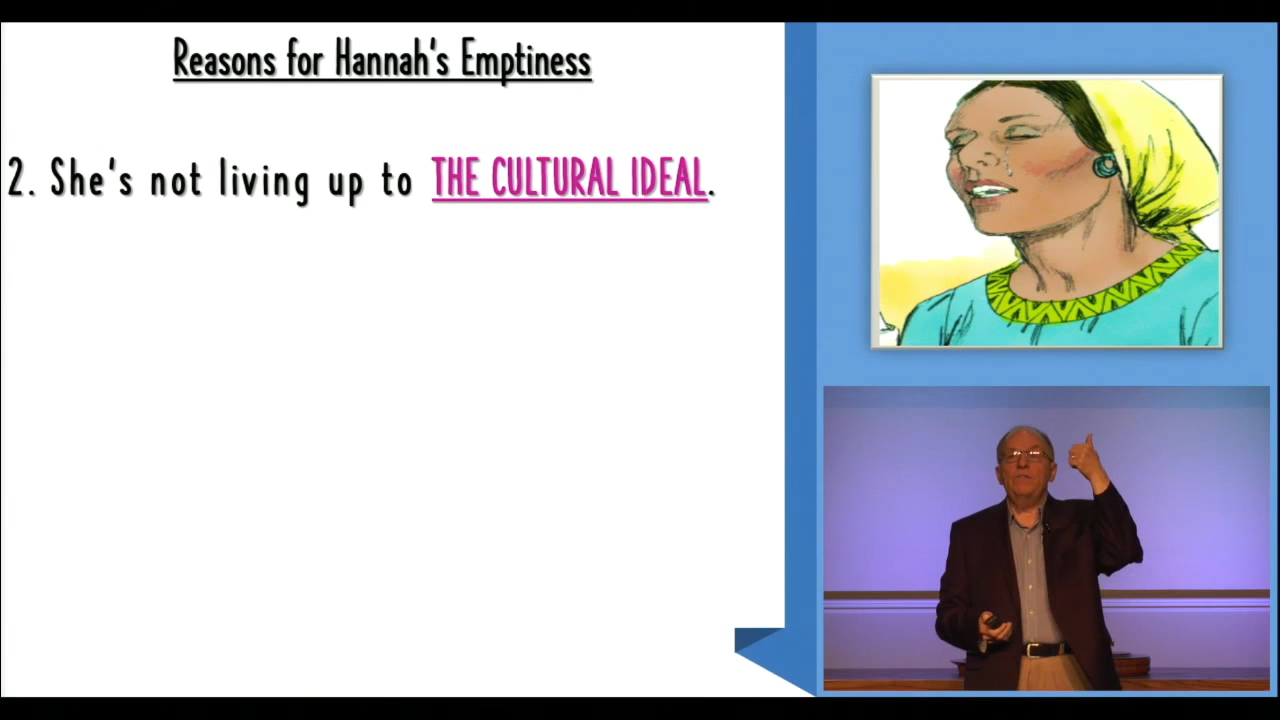 Reasons for Hannah's Emptiness
2. She's not living up to THE CULTURAL IDEAL.